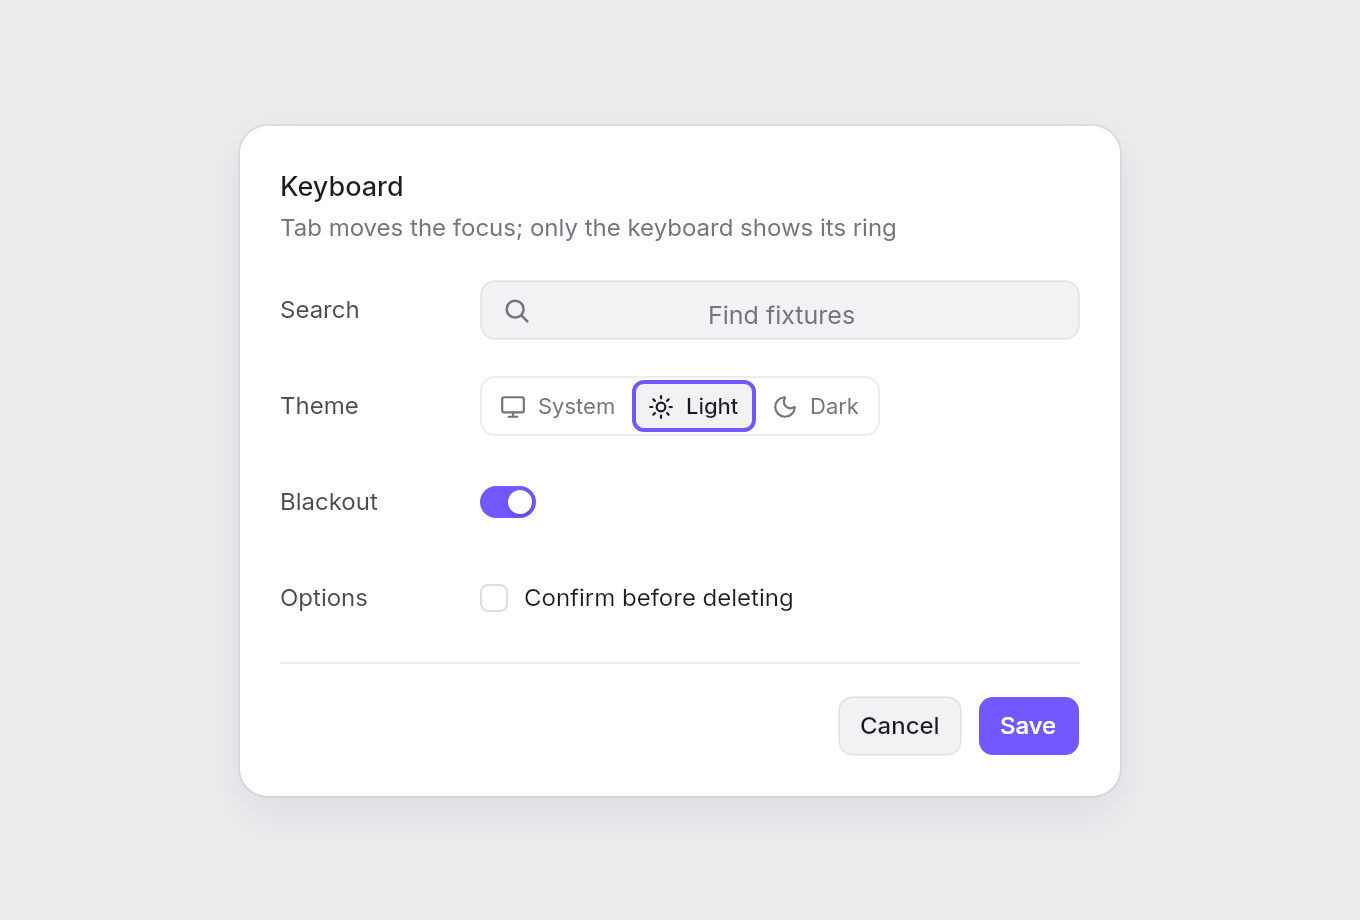 Keyboard
Tab moves the focus; only the keyboard shows its ring
Search
Find fixtures
Theme
System
Light
Dark
Blackout
Options
Confirm before deleting
Cancel
Save